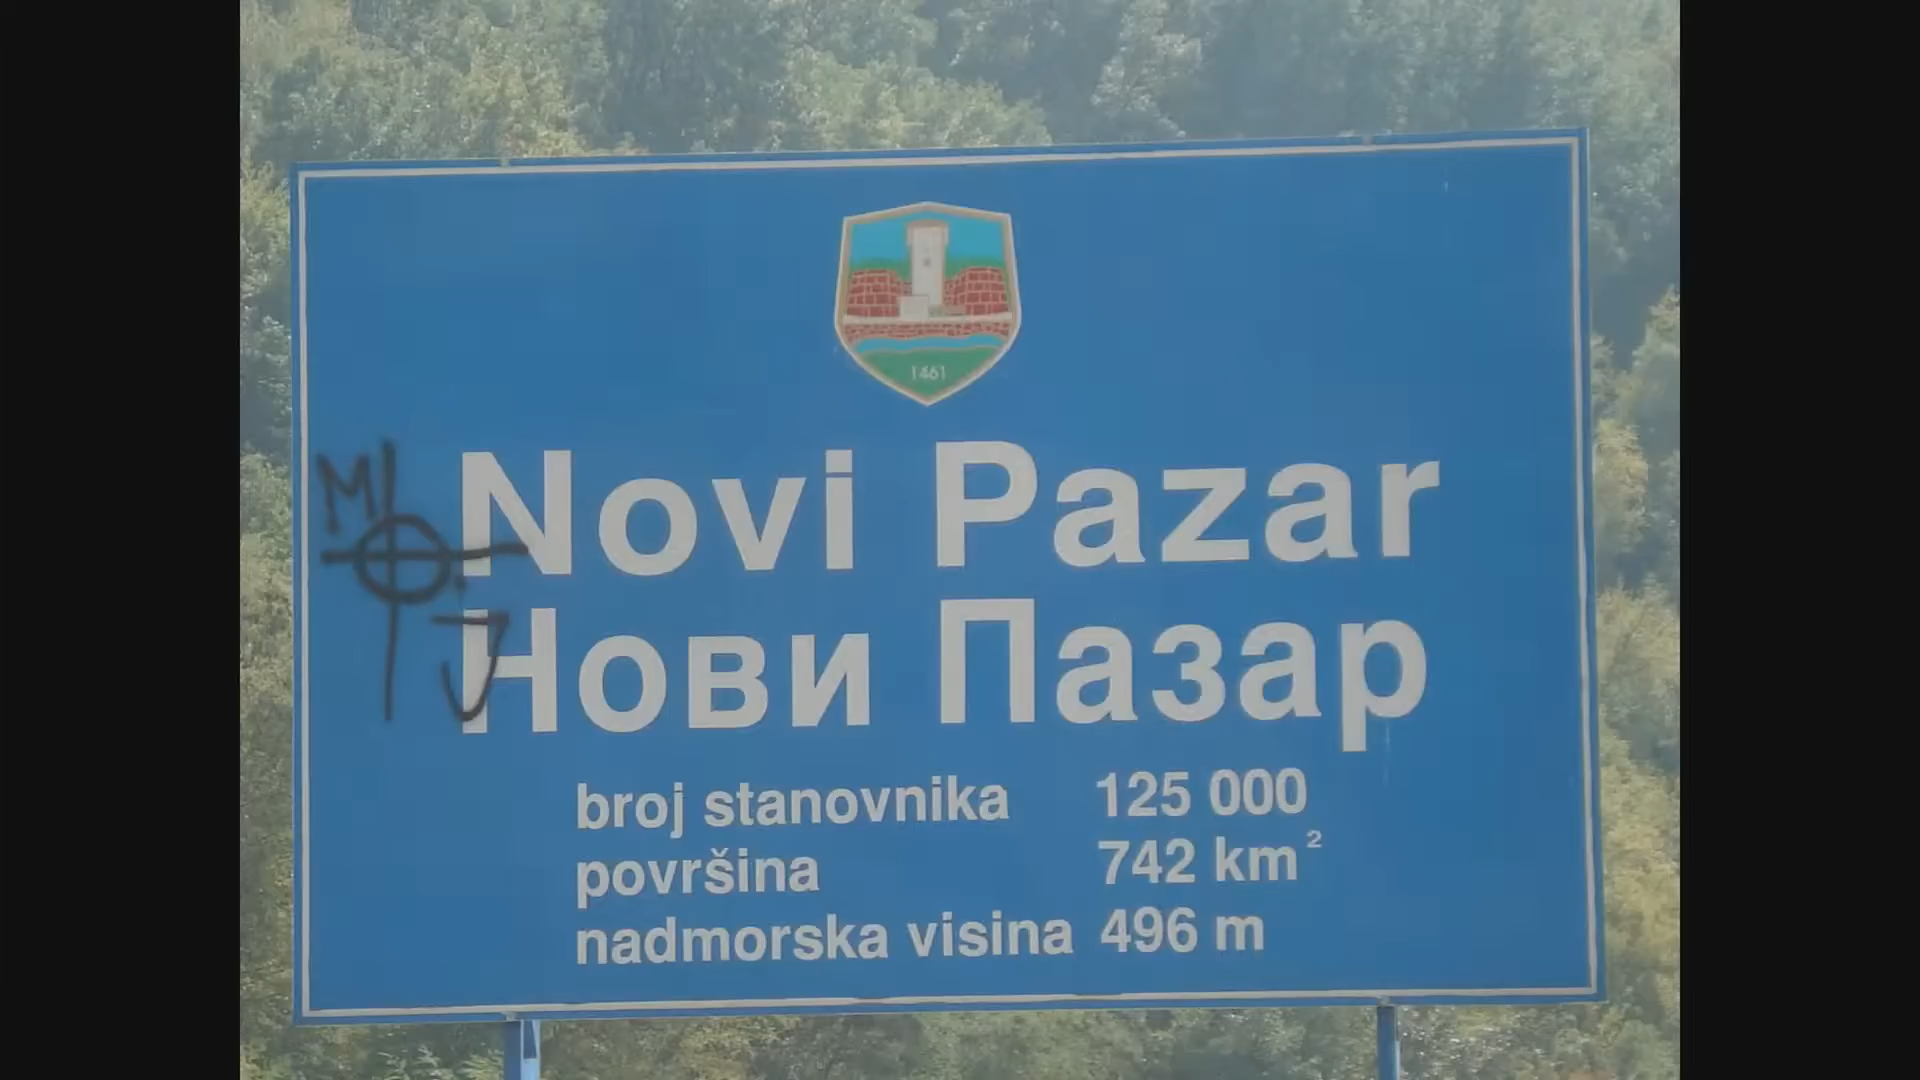 1461
Novi Pazar
Нови Пазар
broj stanovnika 125 000
površina 742 km²
nadmorska visina 496 m